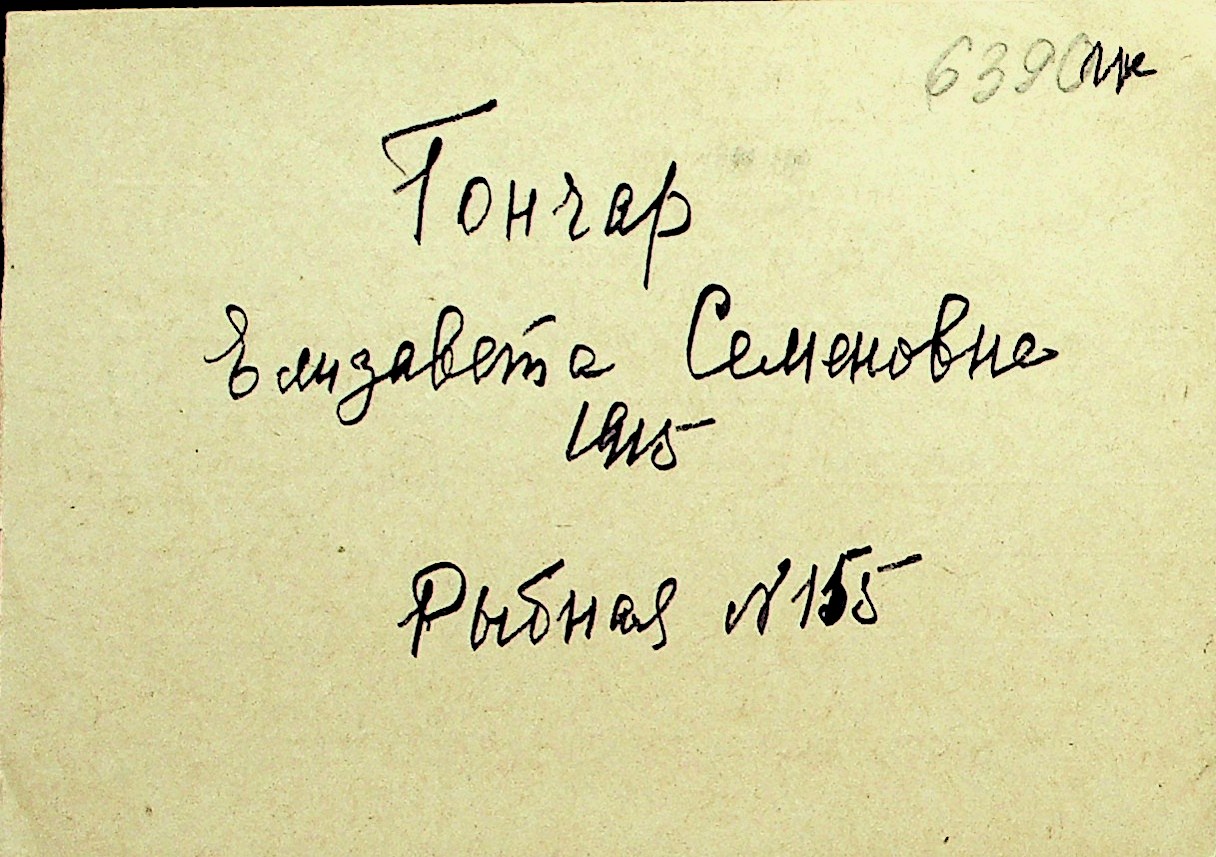 6390
Гончар
Елизавета Семеновна
1915
Рыбная №155